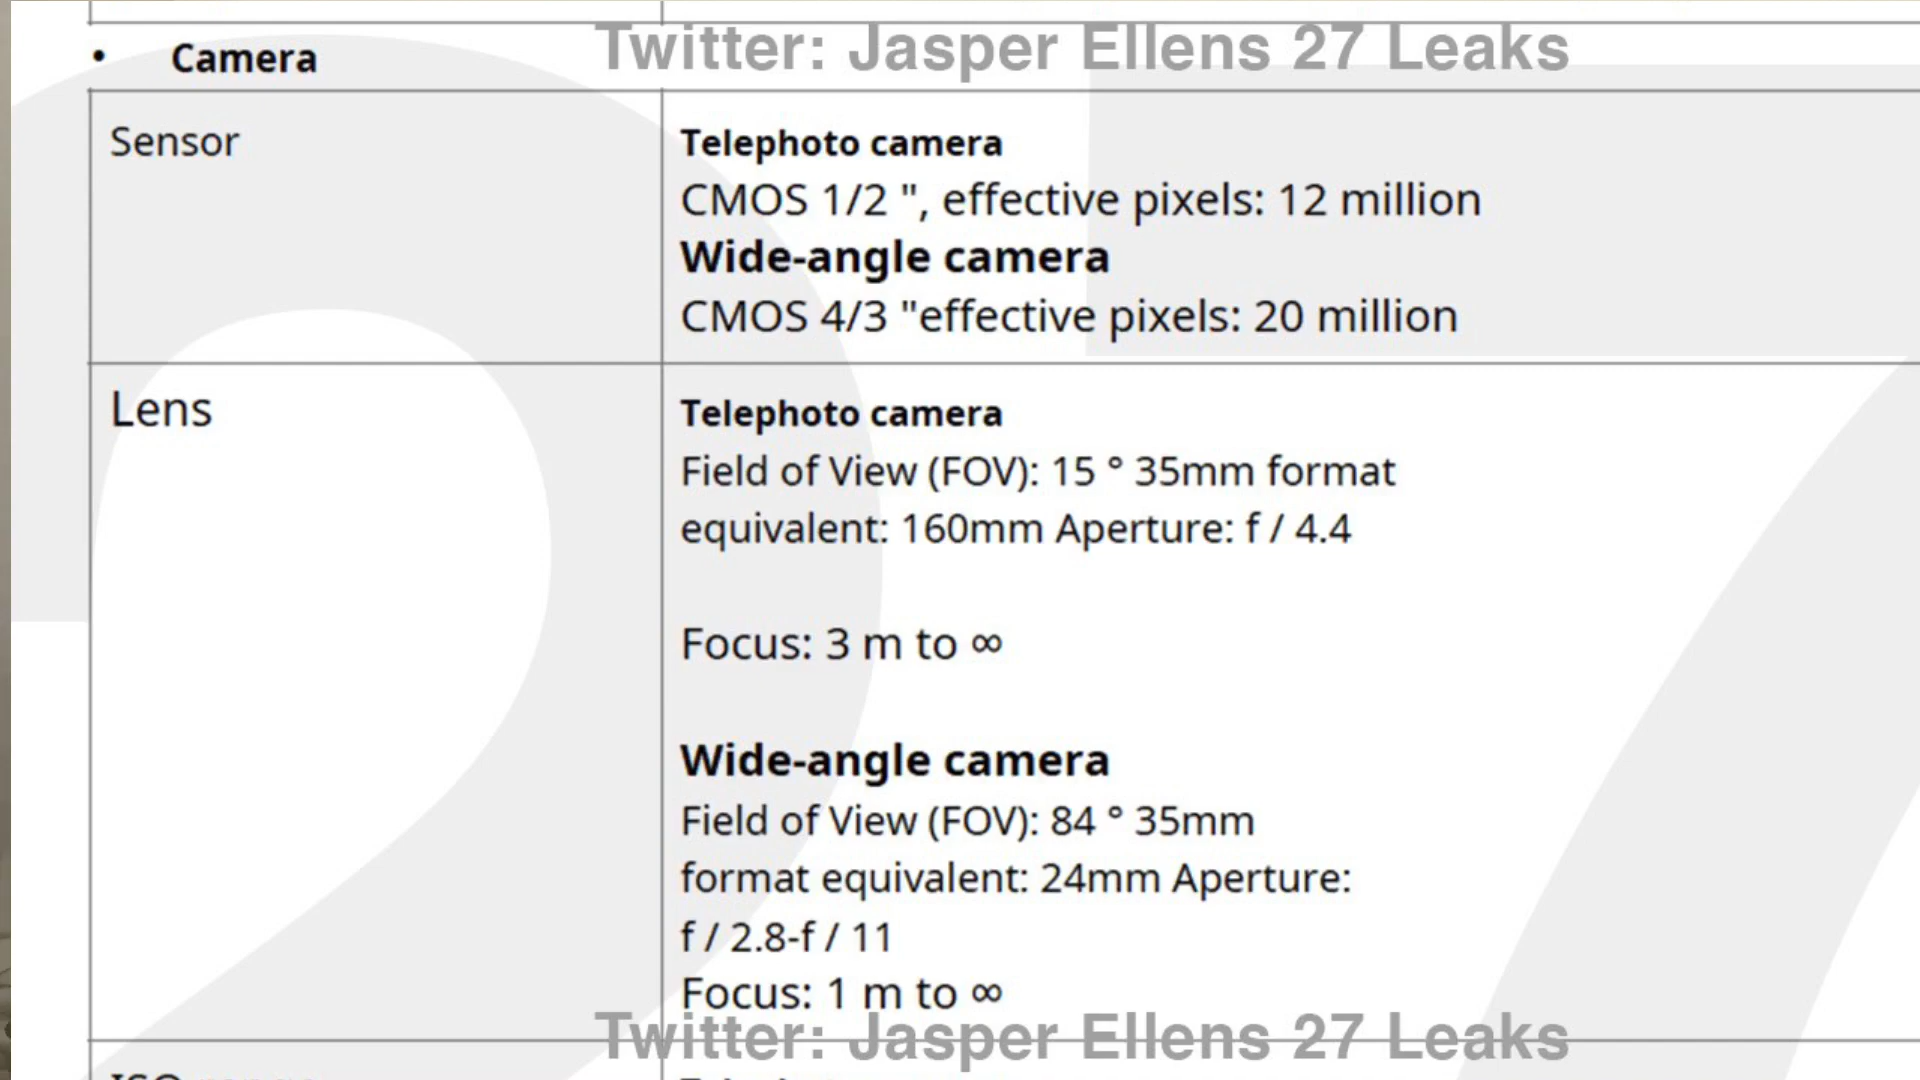 Twitter: Jasper Ellens 27 Leaks
• Camera
Sensor
Telephoto camera
CMOS 1/2 ", effective pixels: 12 million
Wide-angle camera
CMOS 4/3 "effective pixels: 20 million
Lens
Telephoto camera
Field of View (FOV): 15 ° 35mm format
equivalent: 160mm Aperture: f / 4.4
Focus: 3 m to ∞
Wide-angle camera
Field of View (FOV): 84 ° 35mm
format equivalent: 24mm Aperture:
f / 2.8-f / 11
Focus: 1 m to ∞
Twitter: Jasper Ellens 27 Leaks
27